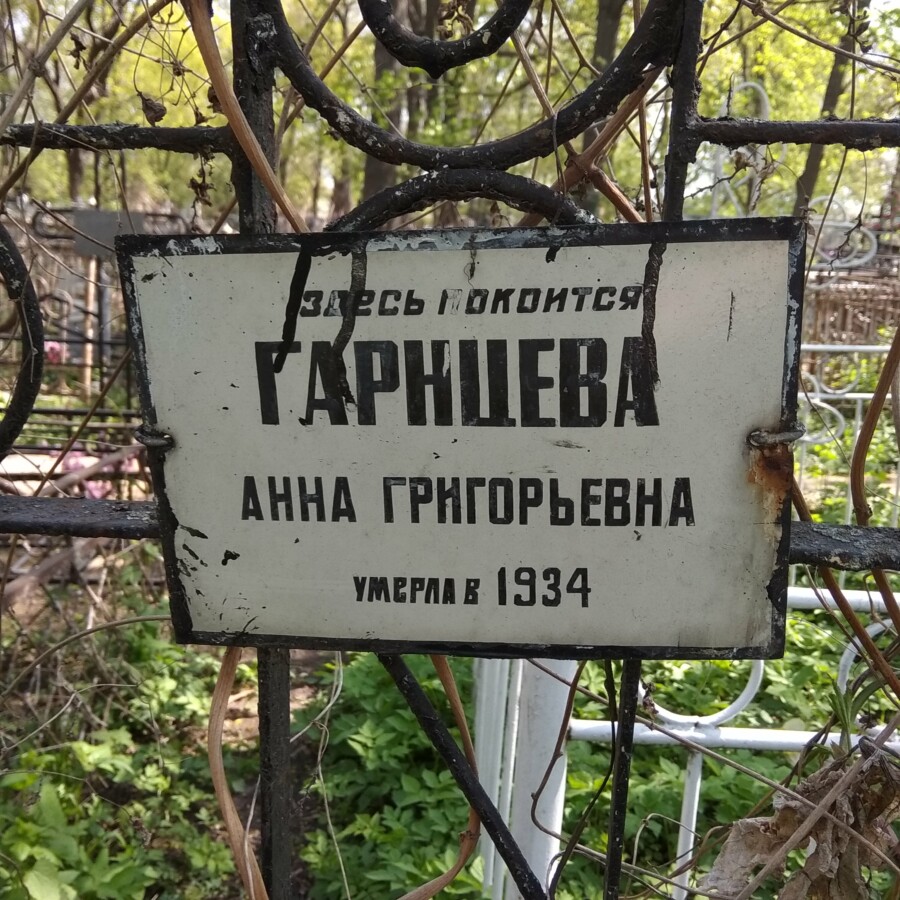 ЗДЕСЬ ПОКОИТСЯ
ГАРНЦЕВА
АННА ГРИГОРЬЕВНА
УМЕРЛА В 1934